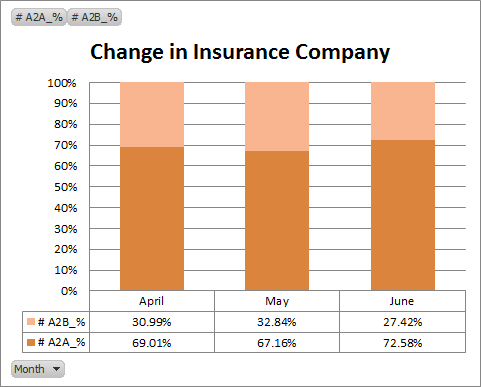 # A2A_% # A2B_%
Change in Insurance Company
100%
90%
80%
70%
60%
50%
40%
30%
20%
10%
0%
April May June
# A2B_% 30.99% 32.84% 27.42%
# A2A_% 69.01% 67.16% 72.58%
Month